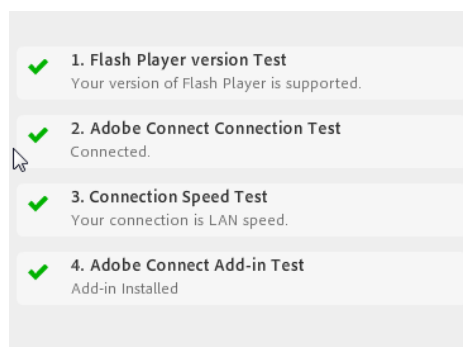 1. Flash Player version Test
Your version of Flash Player is supported.
2. Adobe Connect Connection Test
Connected.
3. Connection Speed Test
Your connection is LAN speed.
4. Adobe Connect Add-in Test
Add-in Installed